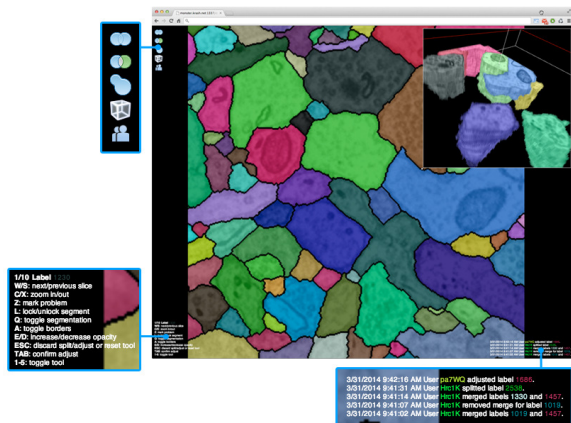 1/10 Label 1230
W/S: next/previous slice
C/X: zoom in/out
Z: mark problem
L: lock/unlock segment
Q: toggle segmentation
A: toggle borders
E/D: increase/decrease opacity
ESC: discard split/adjust or reset tool
TAB: confirm adjust
1-5: toggle tool
3/31/2014 9:42:16 AM User pa7WQ adjusted label 1685.
3/31/2014 9:41:31 AM User Hrc1K splitted label 2538.
3/31/2014 9:41:14 AM User Hrc1K merged labels 1330 and 1457.
3/31/2014 9:41:07 AM User Hrc1K removed merge for label 1019.
3/31/2014 9:41:02 AM User Hrc1K merged labels 1019 and 1457.